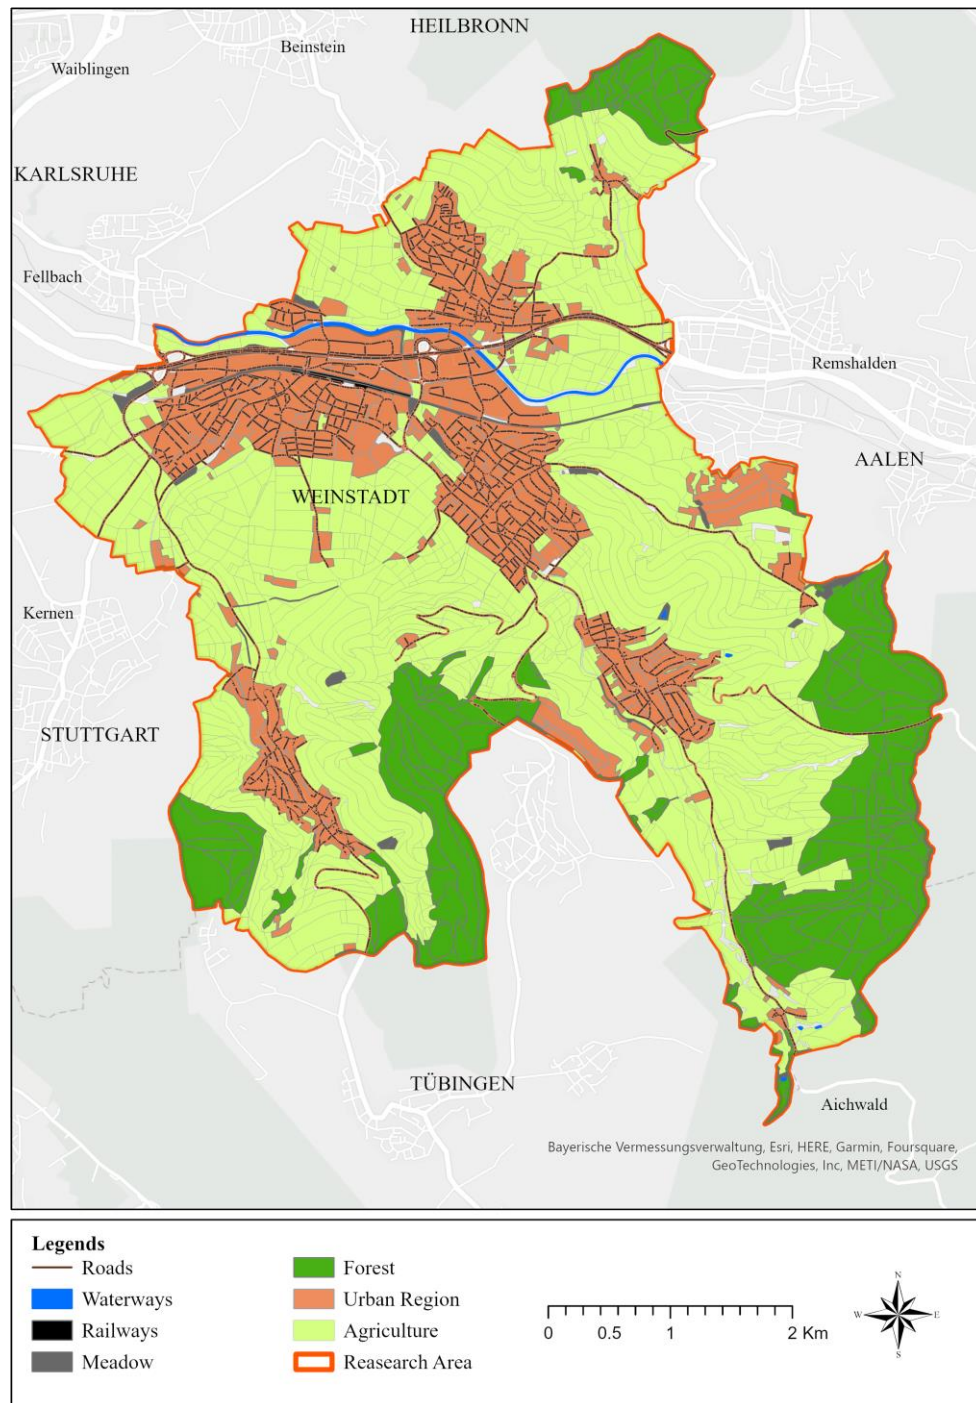 HEILBRONN
Beinstein
Waiblingen
KARLSRUHE
Fellbach
Remshalden
AALEN
WEINSTADT
Kernen
STUTTGART
TÜBINGEN
Aichwald
Bayerische Vermessungsverwaltung, Esri, HERE, Garmin, Foursquare,
GeoTechnologies, Inc, METI/NASA, USGS
Legends
Roads
Waterways
Railways
Meadow
Forest
Urban Region
Agriculture
Reasearch Area
0 0.5 1 2 Km
N
W E
S